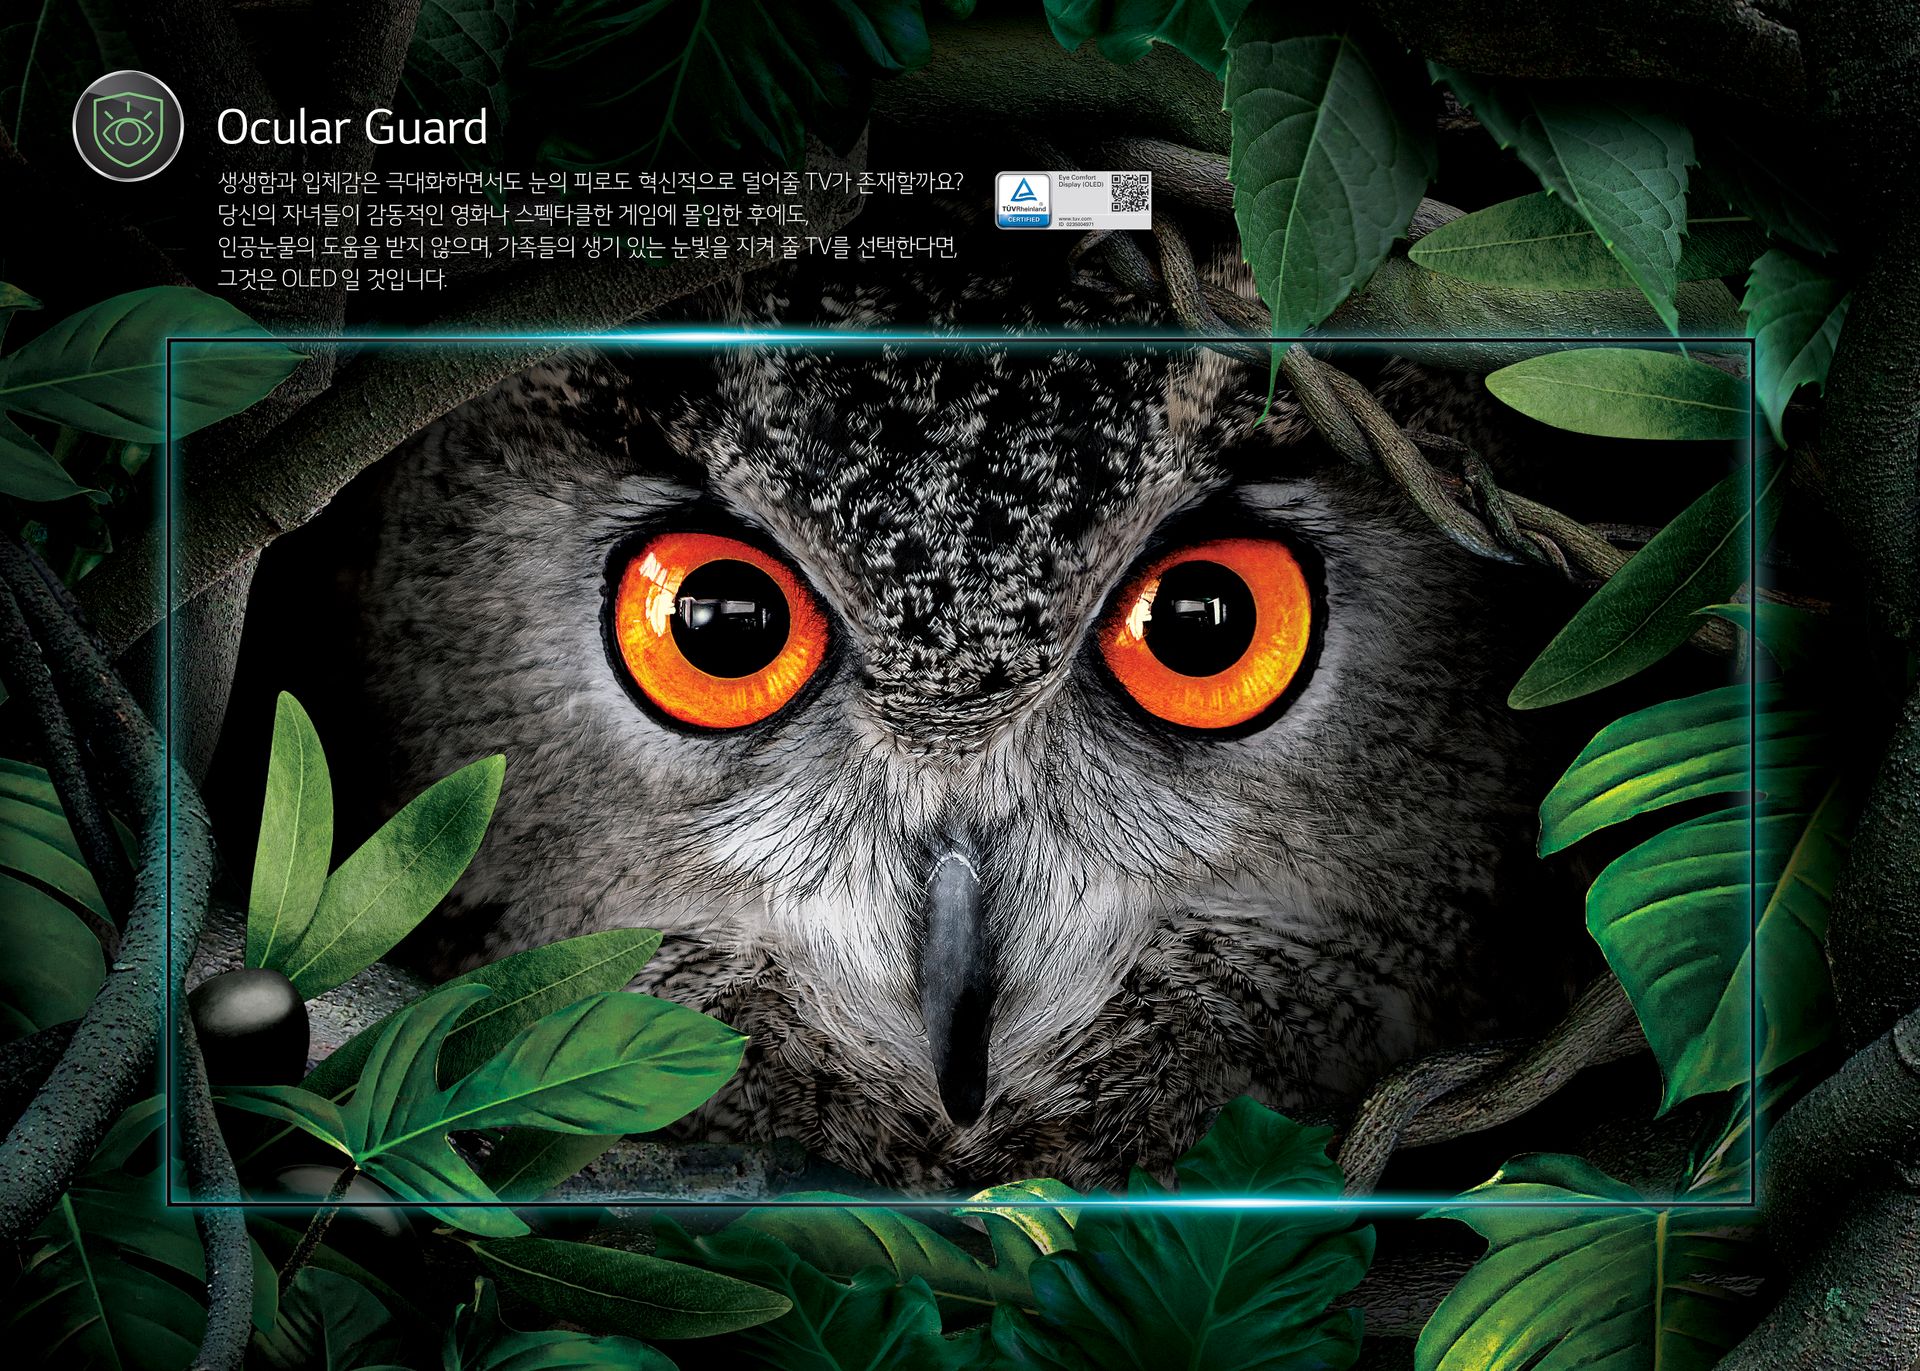 Ocular Guard
생생함과 입체감은 극대화하면서도 눈의 피로도 혁신적으로 덜어줄 TV가 존재할까요?
당신의 자녀들이 감동적인 영화나 스펙타클한 게임에 몰입한 후에도,
인공눈물의 도움을 받지 않으며, 가족들의 생기 있는 눈빛을 지켜 줄 TV를 선택한다면,
그것은 OLED 일 것입니다.
Eye Comfort
Display (OLED)
TÜVRheinland
®
CERTIFIED
www.tuv.com
ID 0235004971